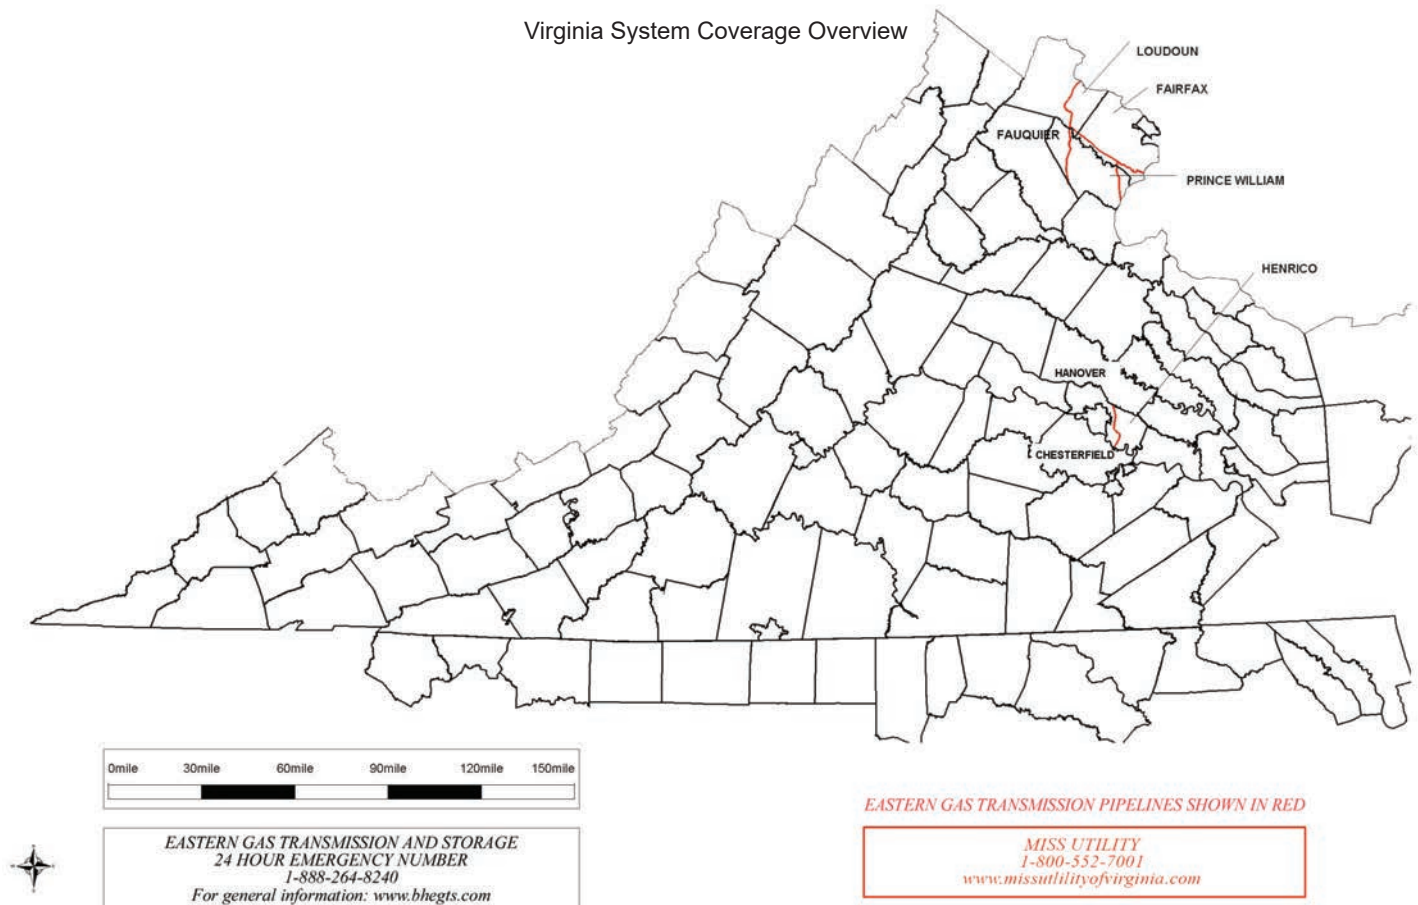 Virginia System Coverage Overview
LOUDOUN
FAIRFAX
FAUQUIER
PRINCE WILLIAM
HENRICO
HANOVER
CHESTERFIELD
0mile 30mile 60mile 90mile 120mile 150mile
EASTERN GAS TRANSMISSION PIPELINES SHOWN IN RED
EASTERN GAS TRANSMISSION AND STORAGE
24 HOUR EMERGENCY NUMBER
1-888-264-8240
For general information: www.bhegts.com
MISS UTILITY
1-800-552-7001
www.missutlilityofvirginia.com